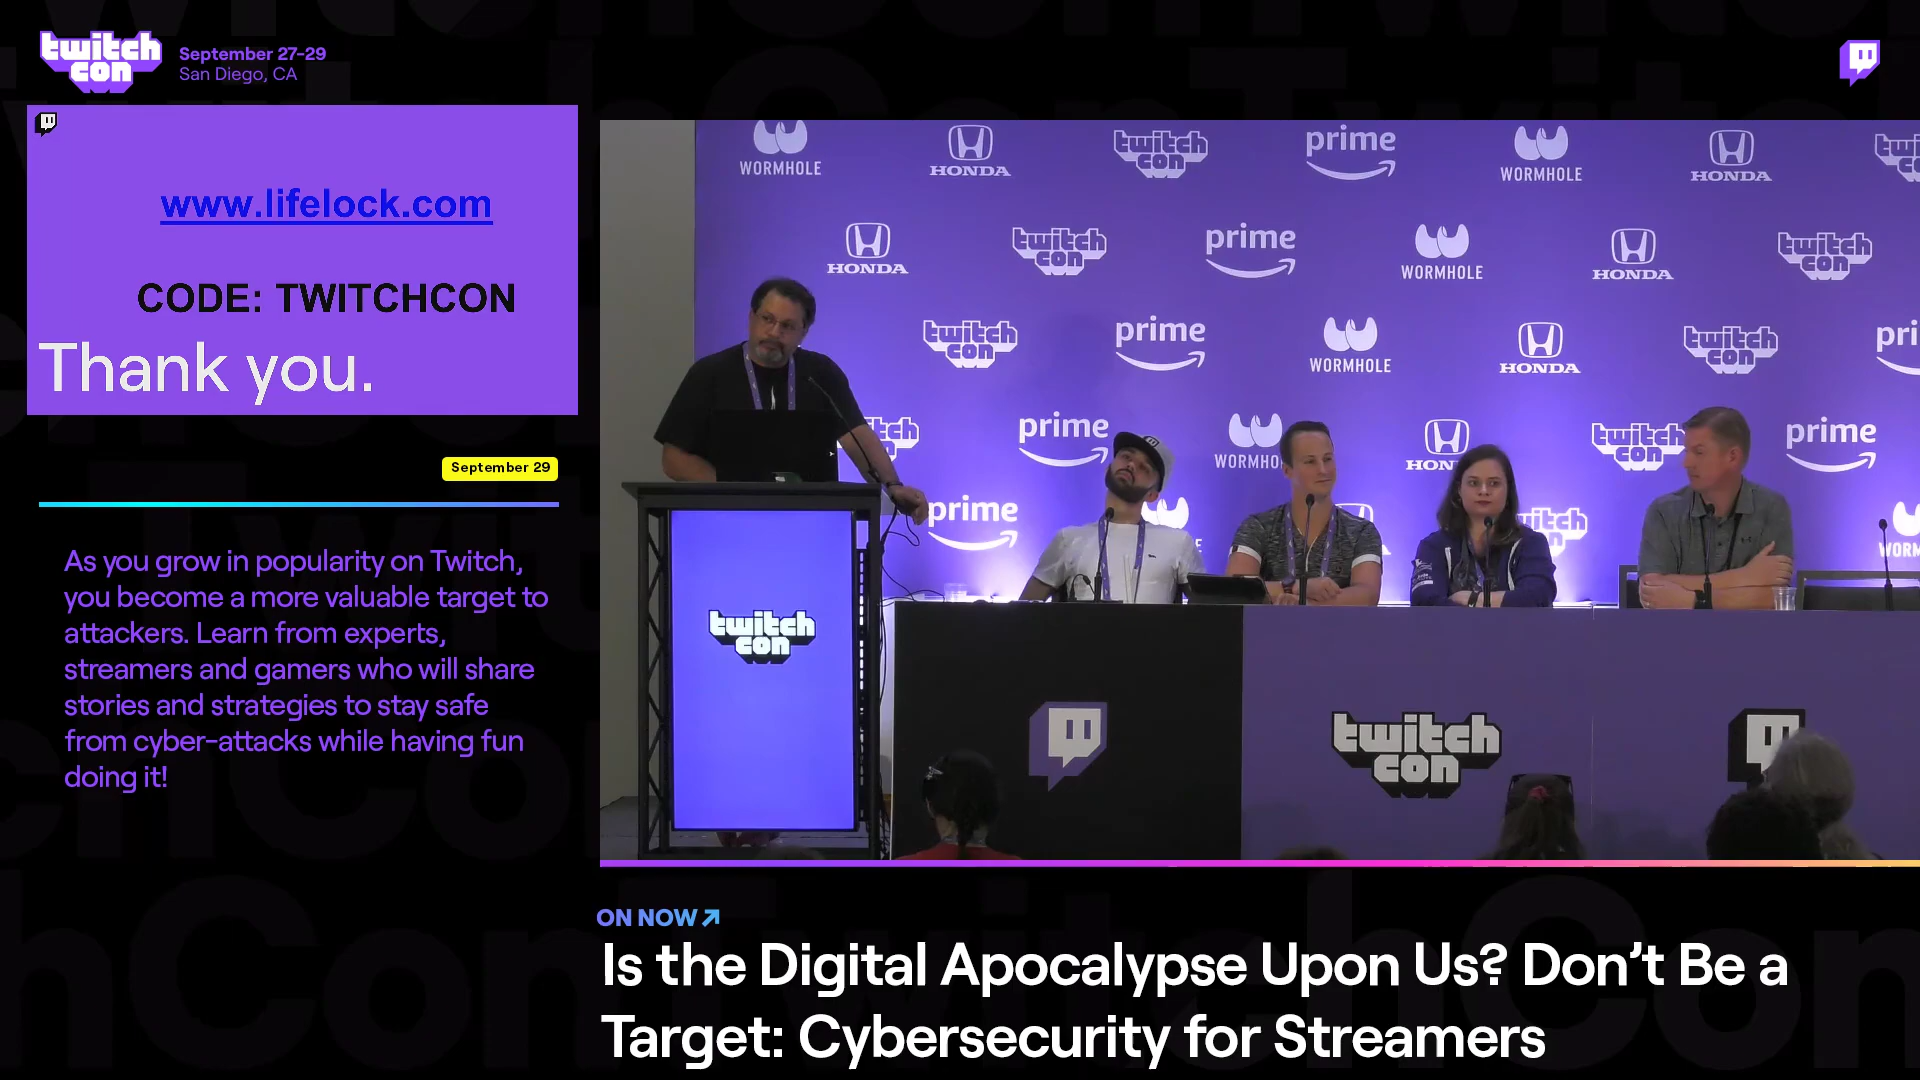 twitch
con
September 27-29
San Diego, CA
www.lifelock.com
CODE: TWITCHCON
Thank you.
September 29
As you grow in popularity on Twitch,
you become a more valuable target to
attackers. Learn from experts,
streamers and gamers who will share
stories and strategies to stay safe
from cyber-attacks while having fun
doing it!
WORMHOLE
HONDA
twitch
con
prime
WORMHOLE
HONDA
HONDA
twitch
con
prime
WORMHOLE
HONDA
twitch
con
twitch
con
prime
WORMHOLE
HONDA
twitch
con
pri
prime
WORMHO
HON
twitch
con
prime
prime
twitch
con
twitch
con
ON NOW
Is the Digital Apocalypse Upon Us? Don't Be a
Target: Cybersecurity for Streamers